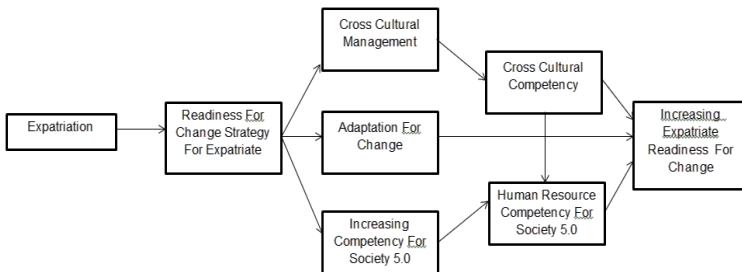 Expatriation
Readiness For
Change Strategy
For Expatriate
Cross Cultural
Management
Adaptation For
Change
Increasing
Competency For
Society 5.0
Cross Cultural
Competency
Human Resource
Competency For
Society 5.0
Increasing
Expatriate
Readiness For
Change